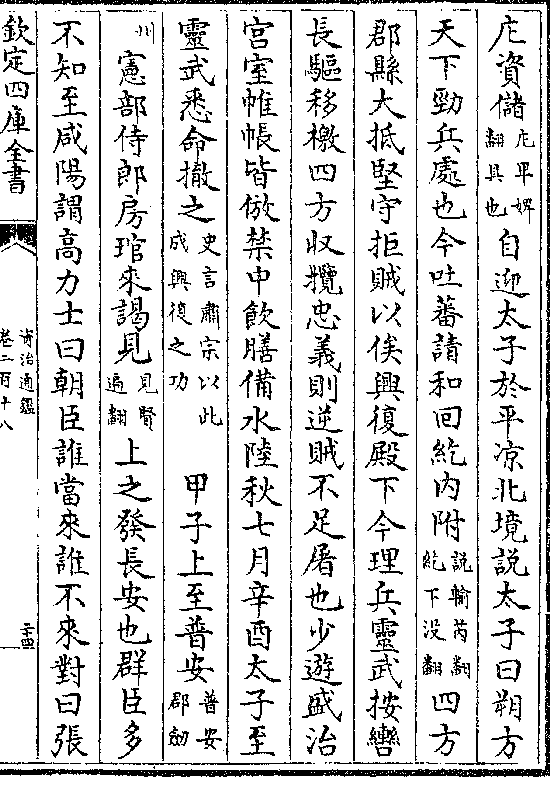 庀資儲庀卑婢翻具也自迎太子於平凉北境說太子曰朔方
天下勁兵處也今吐蕃請和回紇内附說輸芮翻紇下没翻四方
郡縣大抵堅守拒賊以俟興復殿下今理兵靈武按轡
長驅移檄四方収攬忠義則逆賊不足屠也少遊盛治
宫室帷帳皆倣禁中飲膳備水陸秋七月辛酉太子至
靈武悉命撤之史言肅宗以此成興復之功甲子上至普安普安郡劒
州憲部侍郎房琯來謁見見賢遍翻上之發長安也群臣多
不知至咸陽謂高力士曰朝臣誰當來誰不來對曰張
欽定四庫全書
資治通鑑
卷二百十八
二十四